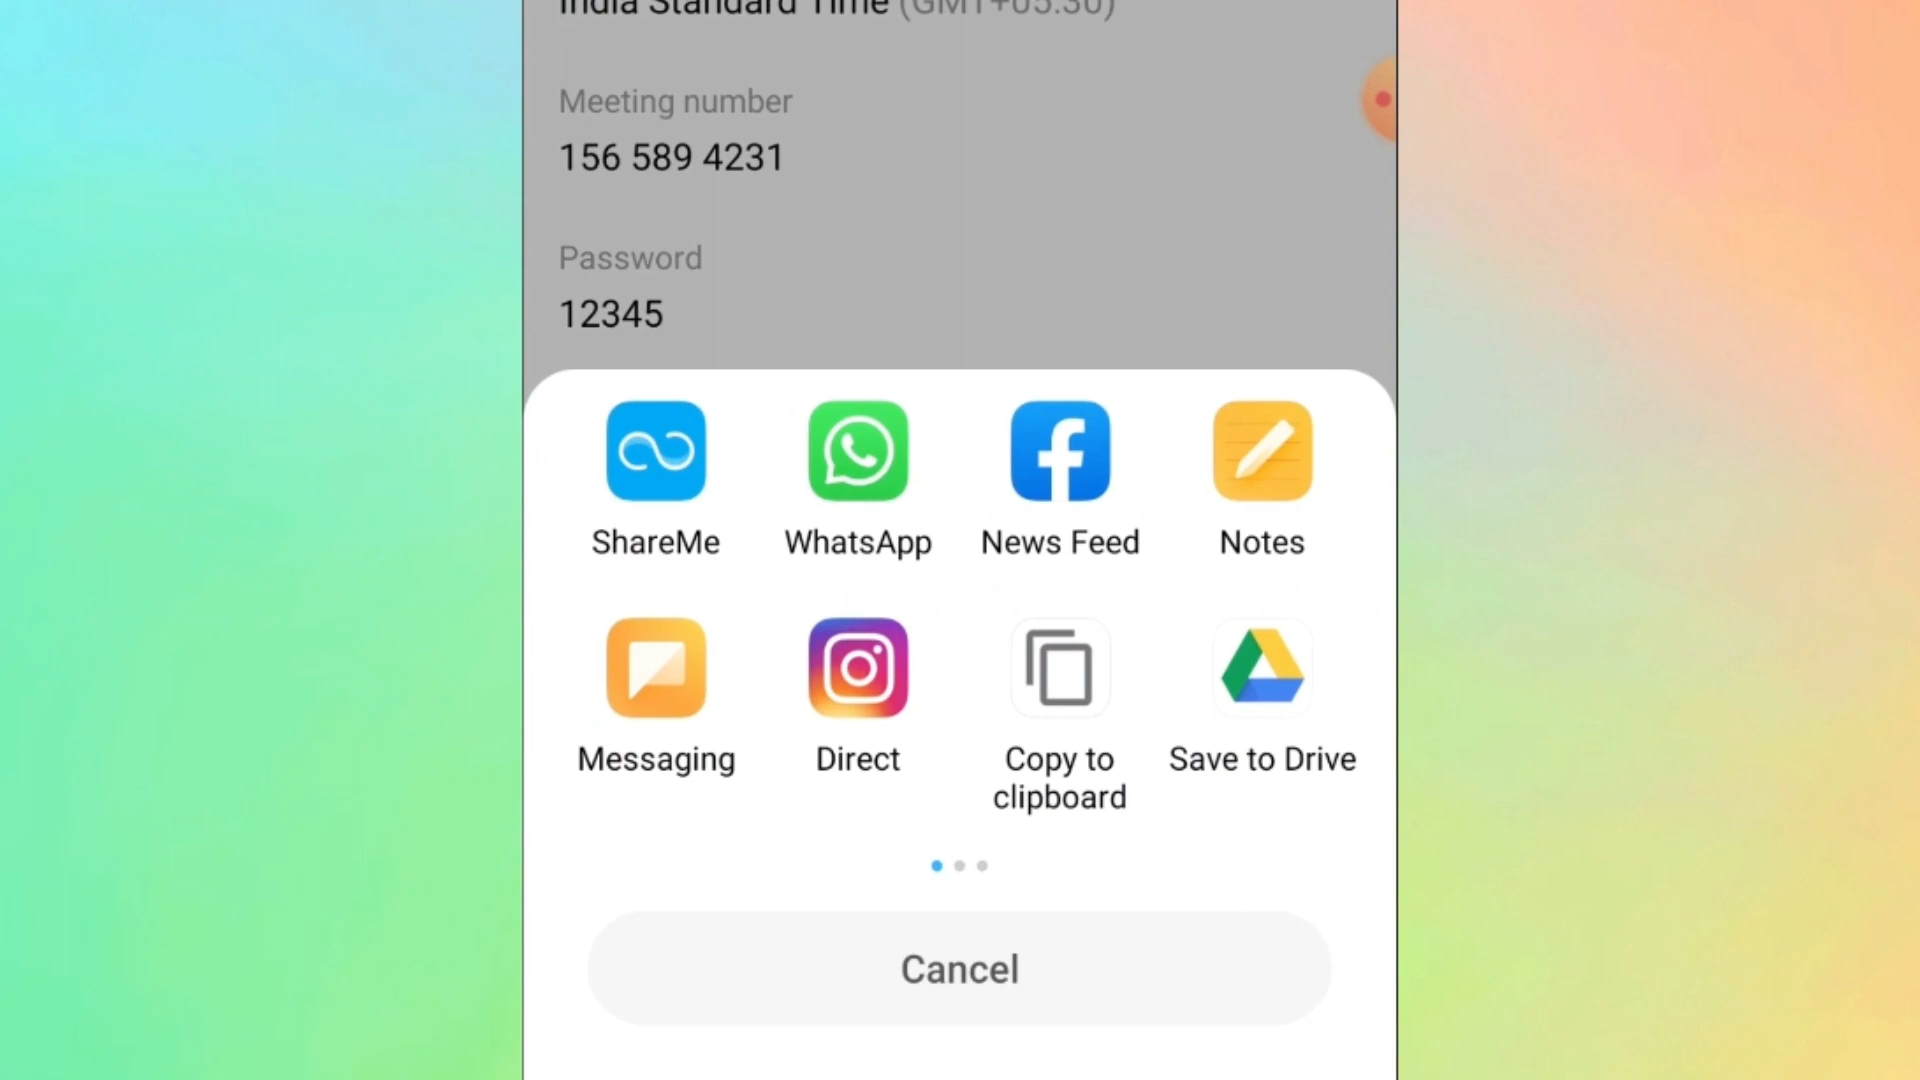 India Standard Time (GMT+05:30)
Meeting number
156 589 4231
Password
12345
ShareMe
WhatsApp
News Feed
Notes
Messaging
Direct
Copy to
clipboard
Save to Drive
Cancel